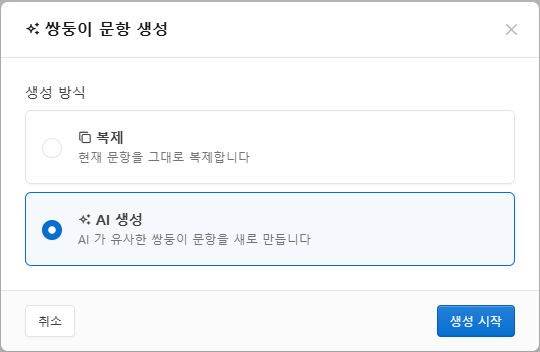 쌍둥이 문항 생성
생성 방식
복제
현재 문항을 그대로 복제합니다
AI 생성
AI 가 유사한 쌍둥이 문항을 새로 만듭니다
취소
생성 시작